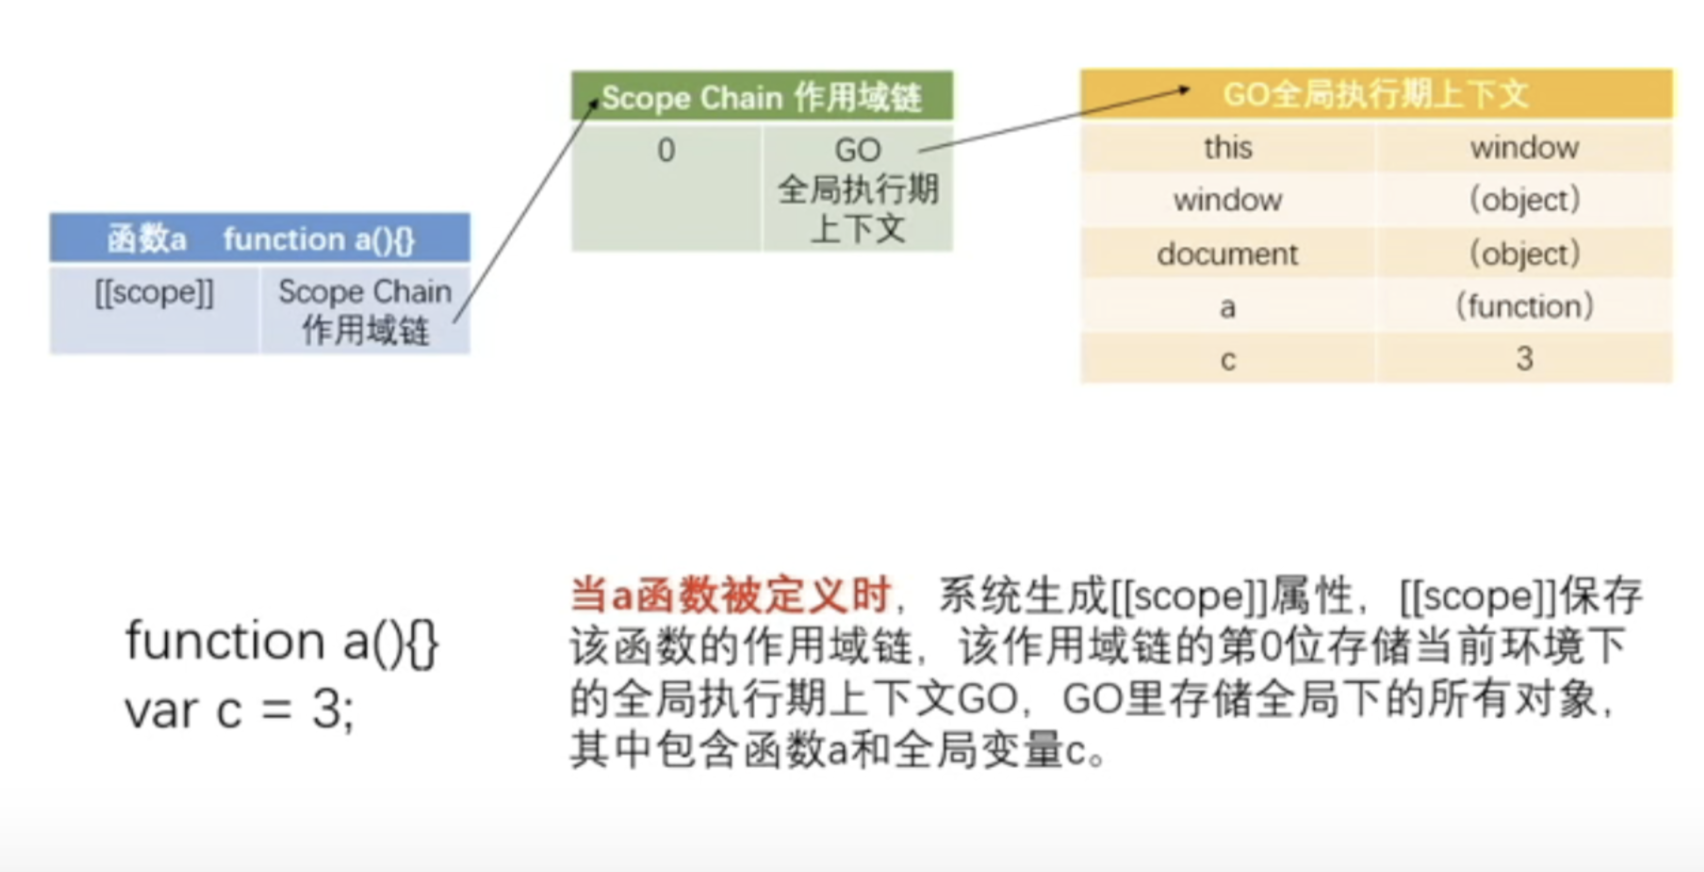 Scope Chain 作用域链
0 GO
全局执行期
上下文
GO全局执行期上下文
this window
window （object）
document （object）
a （function）
c 3
函数a function a(){}
[[scope]] Scope Chain
作用域链
function a(){}
var c = 3;
当a函数被定义时，系统生成[[scope]]属性，[[scope]]保存
该函数的作用域链，该作用域链的第0位存储当前环境下
的全局执行期上下文GO，GO里存储全局下的所有对象，
其中包含函数a和全局变量c。